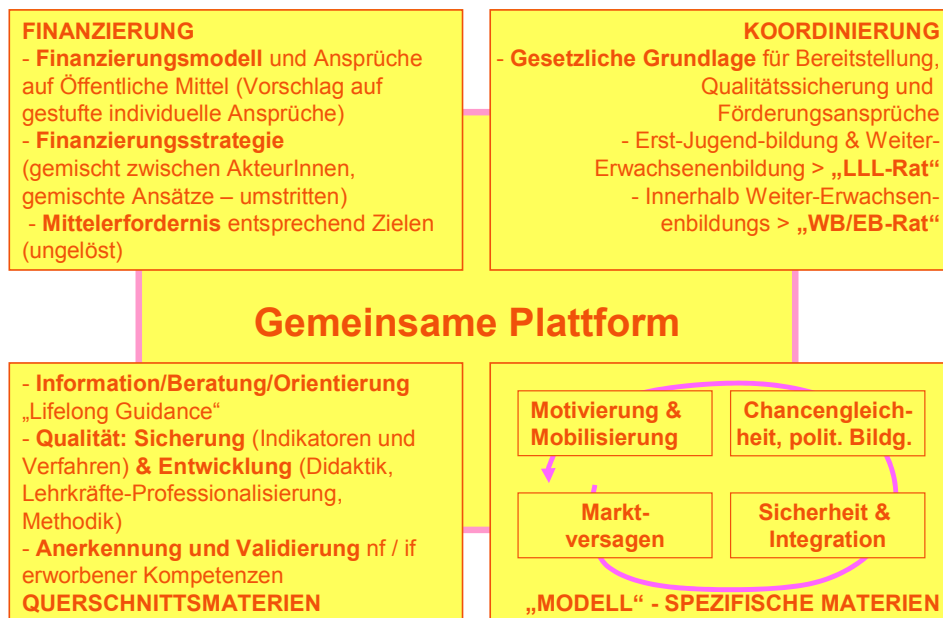 FINANZIERUNG
- Finanzierungsmodell und Ansprüche
auf Öffentliche Mittel (Vorschlag auf
gestufte individuelle Ansprüche)
- Finanzierungsstrategie
(gemischt zwischen AkteurInnen,
gemischte Ansätze – umstritten)
- Mittelerfordernis entsprechend Zielen
(ungelöst)
KOORDINIERUNG
- Gesetzliche Grundlage für Bereitstellung,
Qualitätssicherung und
Förderungsansprüche
- Erst-Jugend-bildung & Weiter-
Erwachsenenbildung > „LLL-Rat“
- Innerhalb Weiter-Erwachsen-
enbildungs > „WB/EB-Rat“
Gemeinsame Plattform
- Information/Beratung/Orientierung
„Lifelong Guidance“
- Qualität: Sicherung (Indikatoren und
Verfahren) & Entwicklung (Didaktik,
Lehrkräfte-Professionalisierung,
Methodik)
- Anerkennung und Validierung nf / if
erworbener Kompetenzen
QUERSCHNITTSMATERIEN
Motivierung &
Mobilisierung
Chancengleich-
heit, polit. Bildg.
Markt-
versagen
Sicherheit &
Integration
„MODELL“ - SPEZIFISCHE MATERIEN